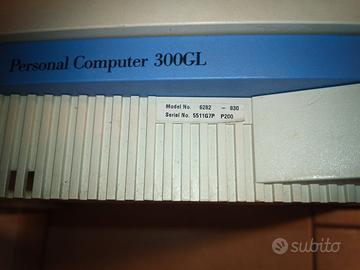 Personal Computer 300GL
Model No. 6282 - 830
Serial No. 5511G7P P200
subito